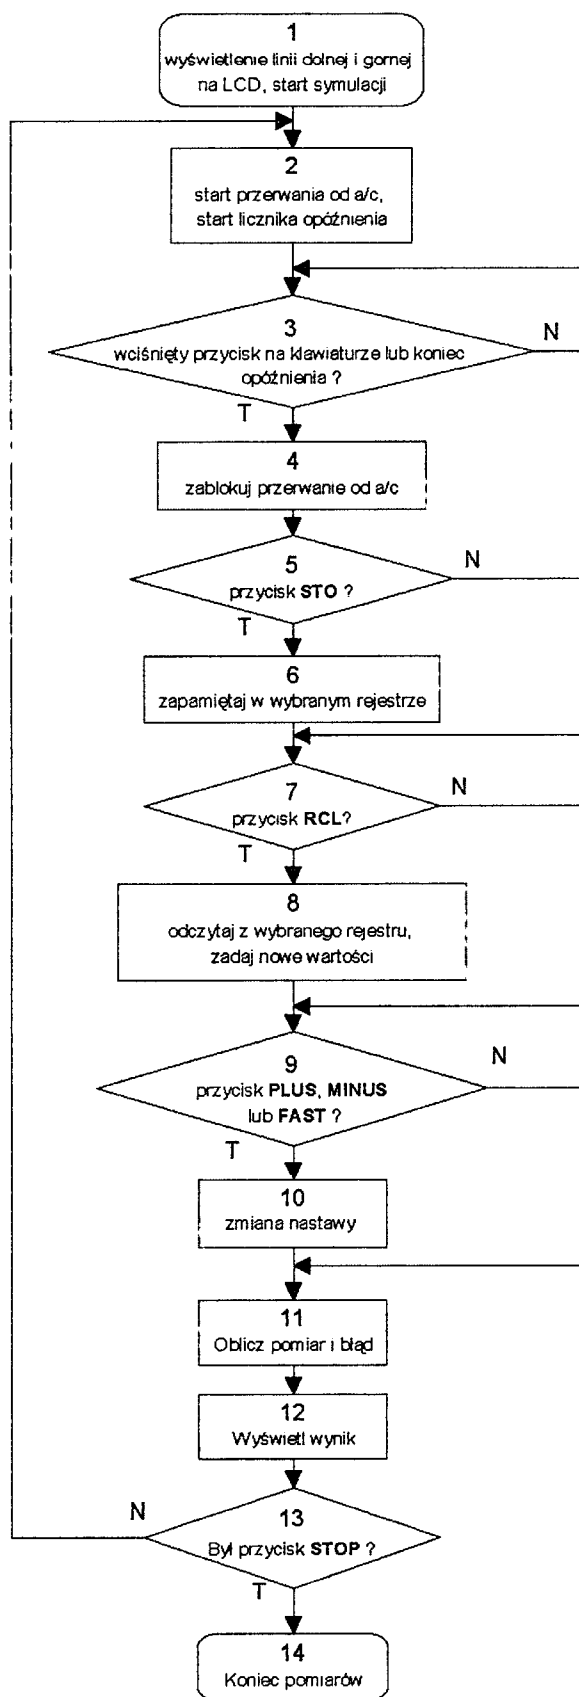 1
wyświetlenie linii dolnej i gornej
na LCD, start symulacji
2
start przerwania od a/c,
start licznika opóźnienia
3
wciśnięty przycisk na klawiaturze lub koniec
opóźnienia ?
N
T
4
zablokuj przerwanie od a/c
5
przycisk STO ?
N
T
6
zapamiętaj w wybranym rejestrze
7
przycisk RCL?
N
T
8
odczytaj z wybranego rejestru,
zadaj nowe wartości
9
przycisk PLUS, MINUS
lub FAST ?
N
T
10
zmiana nastawy
11
Oblicz pomiar i błąd
12
Wyświetl wynik
13
Był przycisk STOP ?
N
T
14
Koniec pomiarów